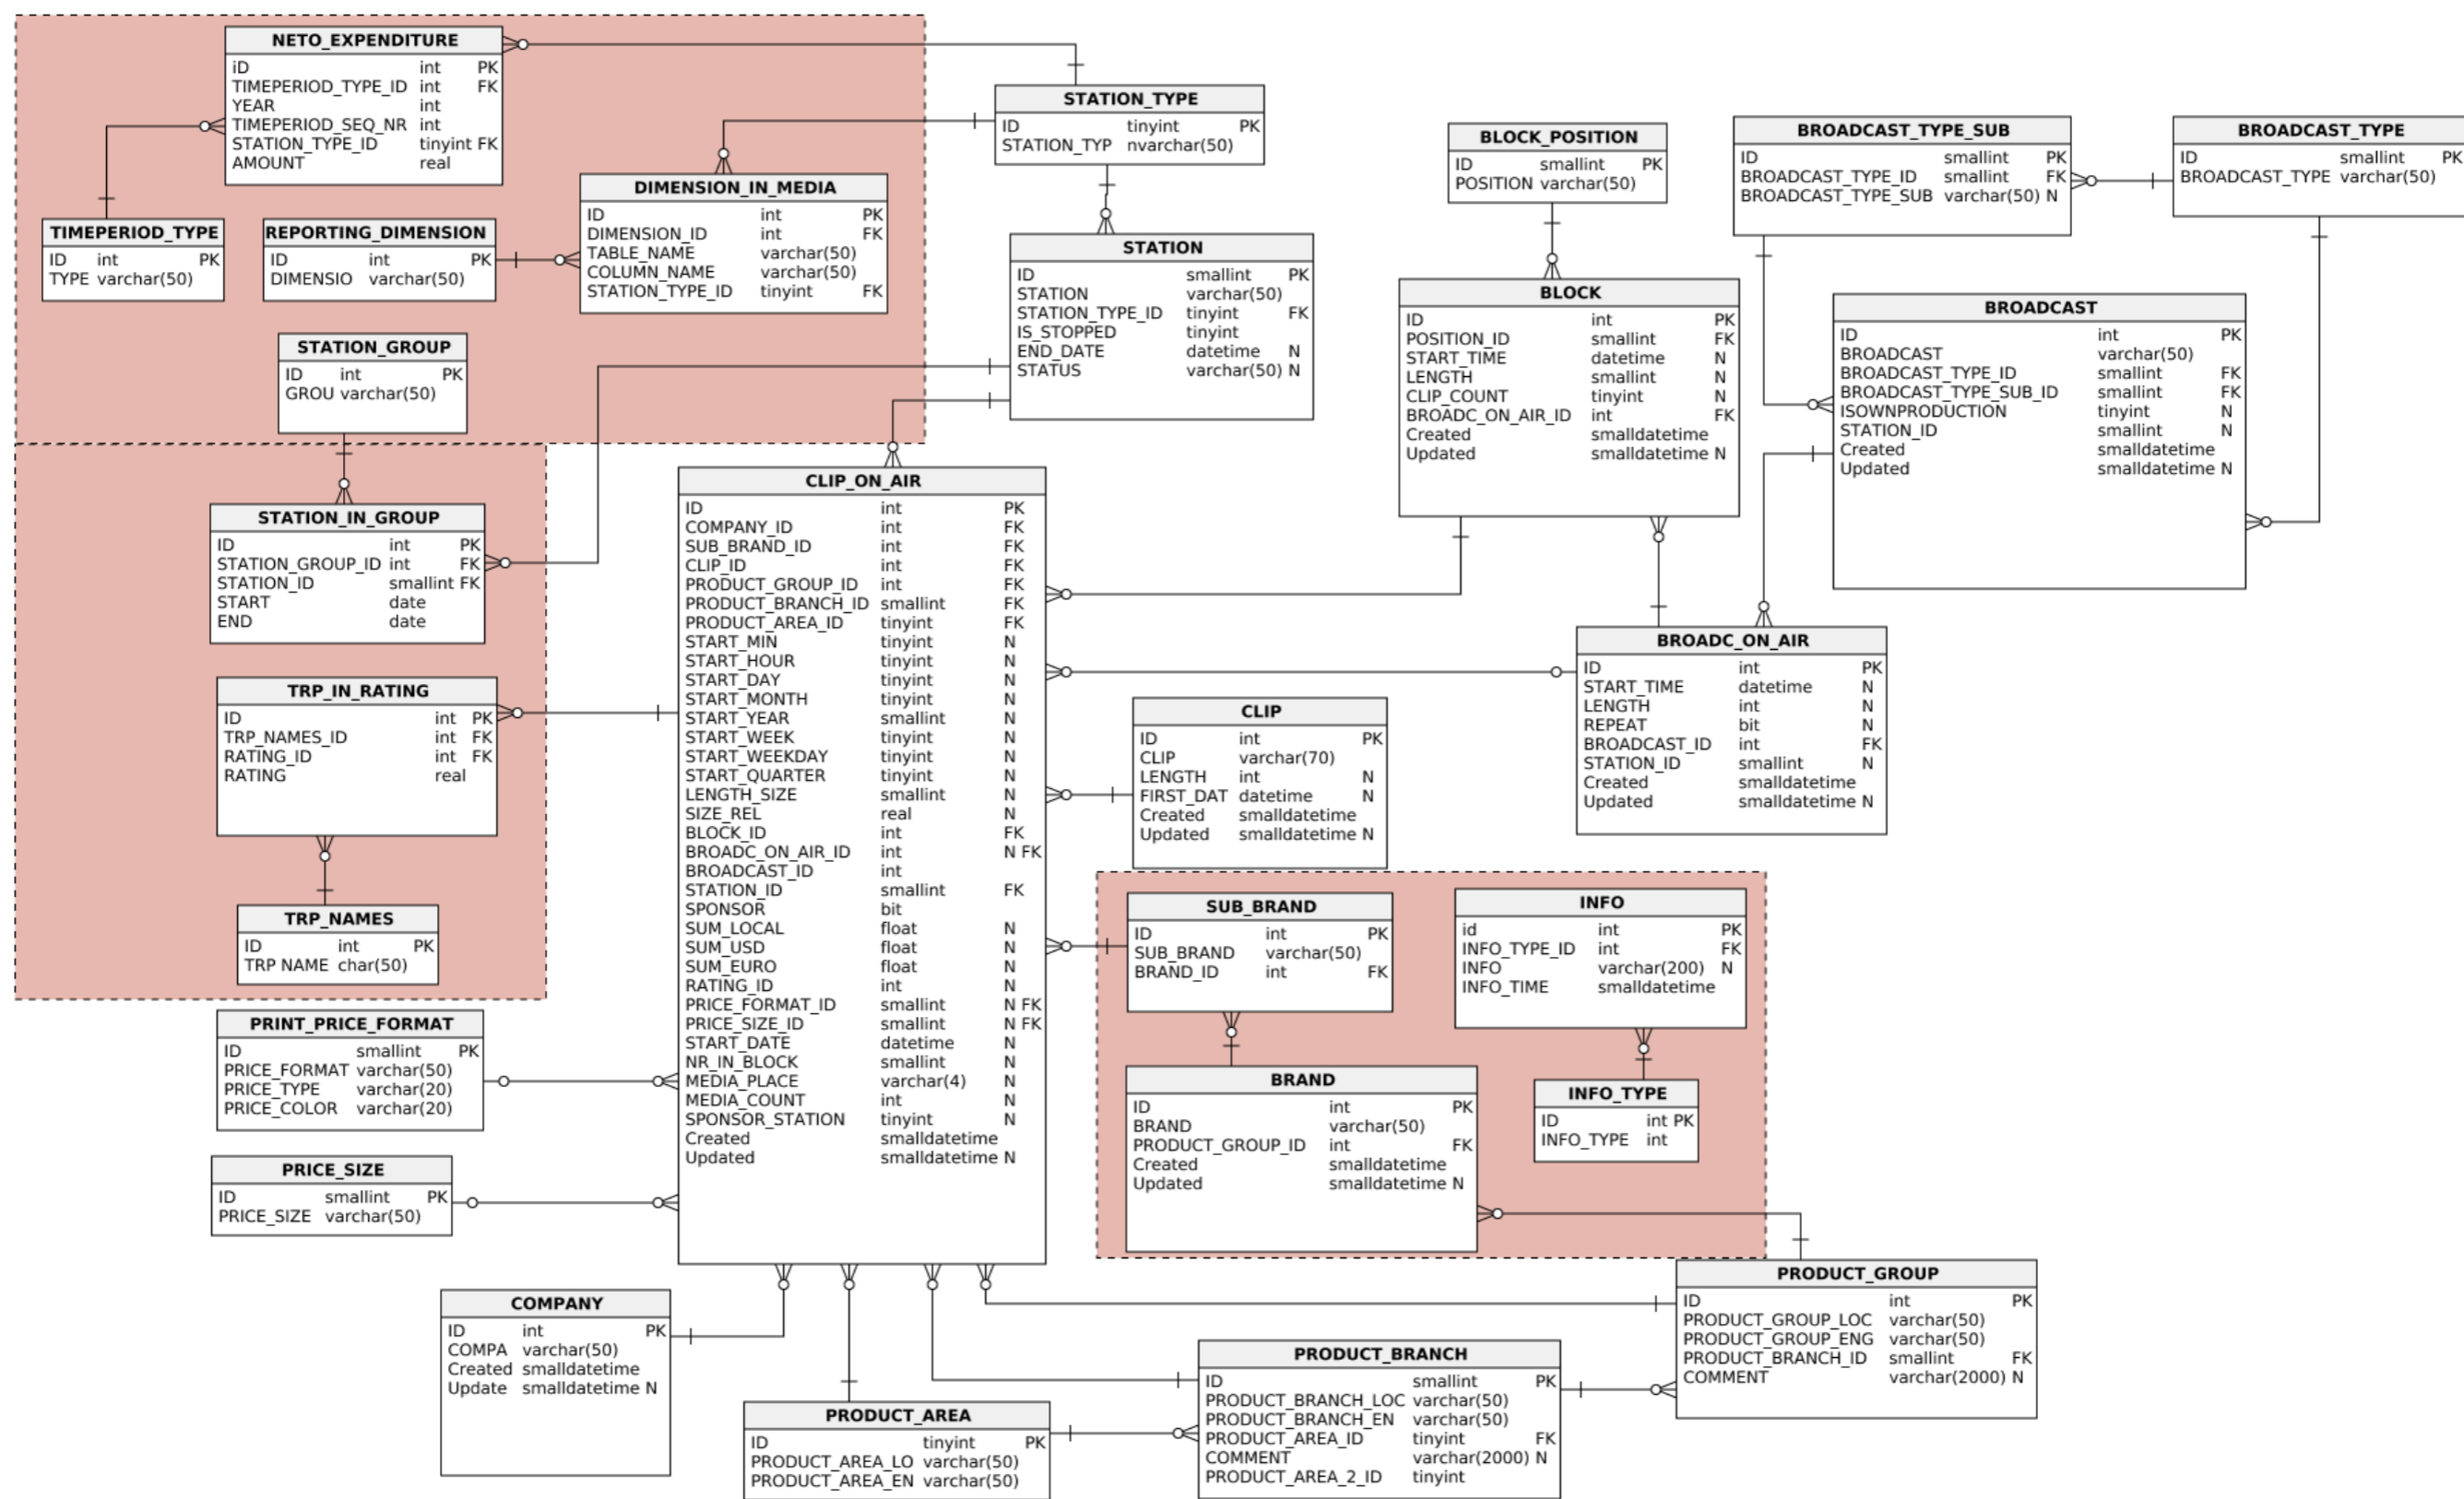 NETO_EXPENDITURE
iD int PK
TIMEPERIOD_TYPE_ID int FK
YEAR int
TIMEPERIOD_SEQ_NR int
STATION_TYPE_ID tinyint FK
AMOUNT real
STATION_TYPE
ID tinyint PK
STATION_TYP nvarchar(50)
DIMENSION_IN_MEDIA
ID int PK
DIMENSION_ID int FK
TABLE_NAME varchar(50)
COLUMN_NAME varchar(50)
STATION_TYPE_ID tinyint FK
TIMEPERIOD_TYPE
ID int PK
TYPE varchar(50)
REPORTING_DIMENSION
ID int PK
DIMENSIO varchar(50)
STATION_GROUP
ID int PK
GROU varchar(50)
STATION
ID smallint PK
STATION varchar(50)
STATION_TYPE_ID tinyint FK
IS_STOPPED tinyint
END_DATE datetime N
STATUS varchar(50) N
BLOCK_POSITION
ID smallint PK
POSITION varchar(50)
BROADCAST_TYPE_SUB
ID smallint PK
BROADCAST_TYPE_ID smallint FK
BROADCAST_TYPE_SUB varchar(50) N
BROADCAST_TYPE
ID smallint PK
BROADCAST_TYPE varchar(50)
BLOCK
ID int PK
POSITION_ID smallint FK
START_TIME datetime N
LENGTH smallint N
CLIP_COUNT tinyint N
BROADC_ON_AIR_ID int FK
Created smalldatetime
Updated smalldatetime N
BROADCAST
ID int PK
BROADCAST varchar(50)
BROADCAST_TYPE_ID smallint FK
BROADCAST_TYPE_SUB_ID smallint FK
ISOWNPRODUCTION tinyint N
STATION_ID smallint N
Created smalldatetime
Updated smalldatetime N
STATION_IN_GROUP
ID int PK
STATION_GROUP_ID int FK
STATION_ID smallint FK
START date
END date
TRP_IN_RATING
ID int PK
TRP_NAMES_ID int FK
RATING_ID int FK
RATING real
TRP_NAMES
ID int PK
TRP NAME char(50)
CLIP_ON_AIR
ID int PK
COMPANY_ID int FK
SUB_BRAND_ID int FK
CLIP_ID int FK
PRODUCT_GROUP_ID int FK
PRODUCT_BRANCH_ID smallint FK
PRODUCT_AREA_ID tinyint FK
START_MIN tinyint N
START_HOUR tinyint N
START_DAY tinyint N
START_MONTH tinyint N
START_YEAR smallint N
START_WEEK tinyint N
START_WEEKDAY tinyint N
START_QUARTER tinyint N
LENGTH_SIZE smallint N
SIZE_REL real N
BLOCK_ID int FK
BROADC_ON_AIR_ID int N FK
BROADCAST_ID int
STATION_ID smallint FK
SPONSOR bit
SUM_LOCAL float N
SUM_USD float N
SUM_EURO float N
RATING_ID int N
PRICE_FORMAT_ID smallint N FK
PRICE_SIZE_ID smallint N FK
START_DATE datetime N
NR_IN_BLOCK smallint N
MEDIA_PLACE varchar(4) N
MEDIA_COUNT int N
SPONSOR_STATION tinyint N
Created smalldatetime
Updated smalldatetime N
BROADC_ON_AIR
ID int PK
START_TIME datetime N
LENGTH int N
REPEAT bit N
BROADCAST_ID int FK
STATION_ID smallint N
Created smalldatetime
Updated smalldatetime N
CLIP
ID int PK
CLIP varchar(70)
LENGTH int N
FIRST_DAT datetime N
Created smalldatetime
Updated smalldatetime N
SUB_BRAND
ID int PK
SUB_BRAND varchar(50)
BRAND_ID int FK
INFO
id int PK
INFO_TYPE_ID int FK
INFO varchar(200) N
INFO_TIME smalldatetime
BRAND
ID int PK
BRAND varchar(50)
PRODUCT_GROUP_ID int FK
Created smalldatetime
Updated smalldatetime N
INFO_TYPE
ID int PK
INFO_TYPE int
PRINT_PRICE_FORMAT
ID smallint PK
PRICE_FORMAT varchar(50)
PRICE_TYPE varchar(20)
PRICE_COLOR varchar(20)
PRICE_SIZE
ID smallint PK
PRICE_SIZE varchar(50)
COMPANY
ID int PK
COMPA varchar(50)
Created smalldatetime
Update smalldatetime N
PRODUCT_AREA
ID tinyint PK
PRODUCT_AREA_LO varchar(50)
PRODUCT_AREA_EN varchar(50)
PRODUCT_BRANCH
ID smallint PK
PRODUCT_BRANCH_LOC varchar(50)
PRODUCT_BRANCH_EN varchar(50)
PRODUCT_AREA_ID tinyint FK
COMMENT varchar(2000) N
PRODUCT_AREA_2_ID tinyint
PRODUCT_GROUP
ID int PK
PRODUCT_GROUP_LOC varchar(50)
PRODUCT_GROUP_ENG varchar(50)
PRODUCT_BRANCH_ID smallint FK
COMMENT varchar(2000) N